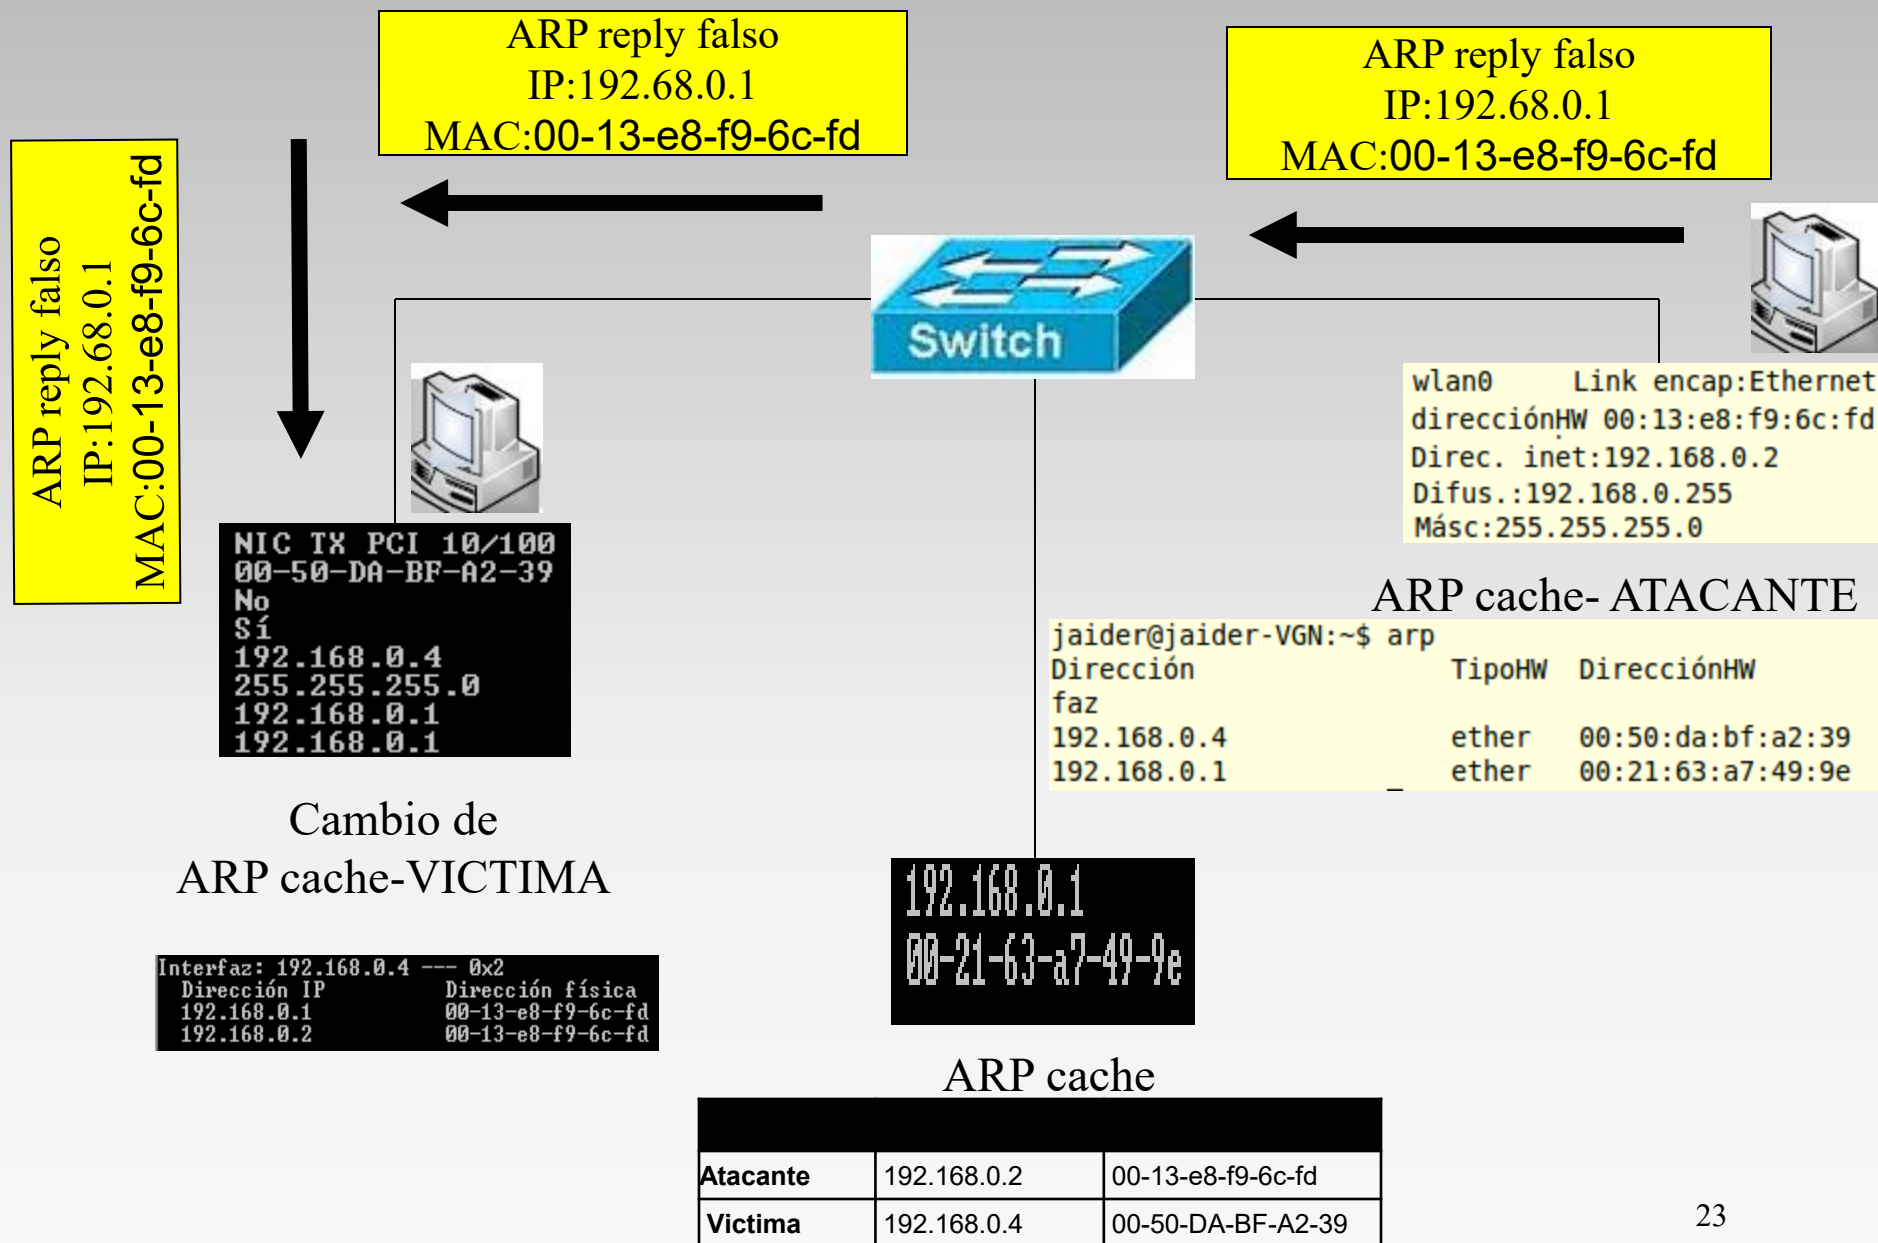 ARP reply falso
IP:192.68.0.1
MAC:00-13-e8-f9-6c-fd
ARP reply falso
IP:192.68.0.1
MAC:00-13-e8-f9-6c-fd
ARP reply falso
IP:192.68.0.1
MAC:00-13-e8-f9-6c-fd
Switch
wlan0 Link encap:Ethernet
direcciónHW 00:13:e8:f9:6c:fd
Direc. inet:192.168.0.2
Difus.:192.168.0.255
Másc:255.255.255.0
NIC TX PCI 10/100
00-50-DA-BF-A2-39
No
Sí
192.168.0.4
255.255.255.0
192.168.0.1
192.168.0.1
ARP cache- ATACANTE
jaider@jaider-VGN:~$ arp
Dirección TipoHW DirecciónHW
faz
192.168.0.4 ether 00:50:da:bf:a2:39
192.168.0.1 ether 00:21:63:a7:49:9e
Cambio de
ARP cache-VICTIMA
Interfaz: 192.168.0.4 --- 0x2
Dirección IP Dirección física
192.168.0.1 00-13-e8-f9-6c-fd
192.168.0.2 00-13-e8-f9-6c-fd
192.168.0.1
00-21-63-a7-49-9e
ARP cache
Atacante 192.168.0.2 00-13-e8-f9-6c-fd
Victima 192.168.0.4 00-50-DA-BF-A2-39
23